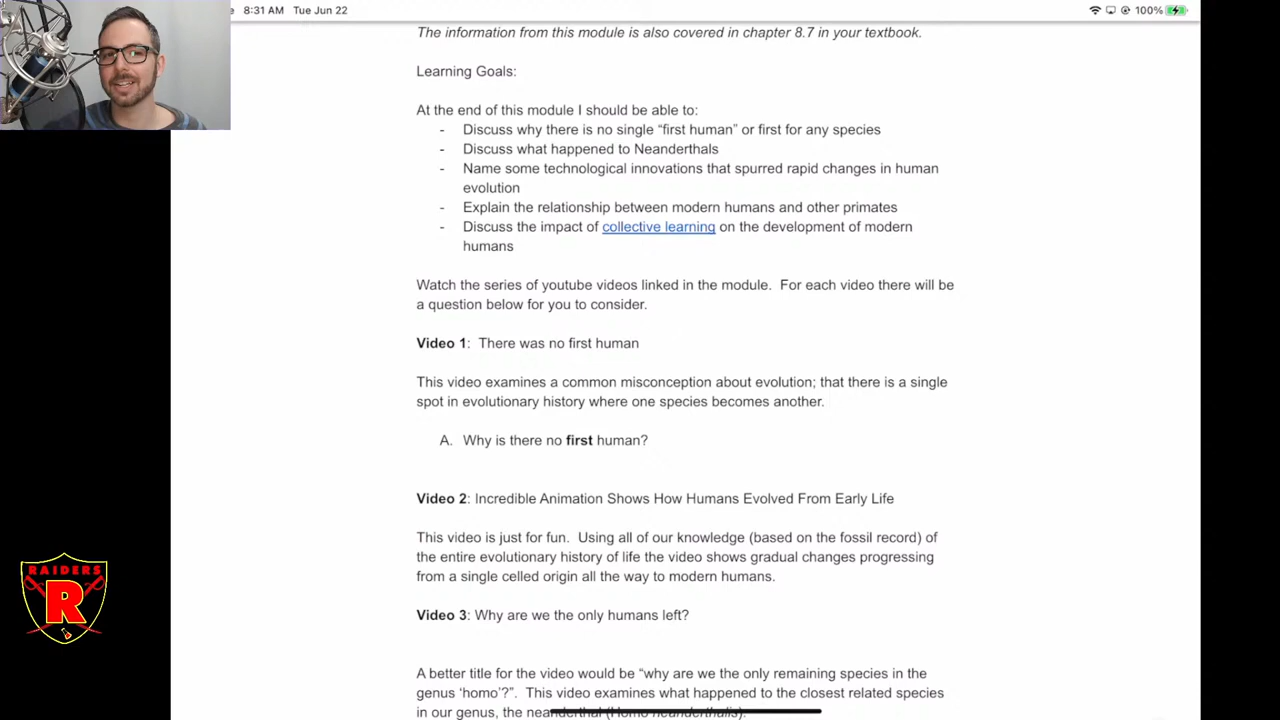 8:31 AM Tue Jun 22
100%
The information from this module is also covered in chapter 8.7 in your textbook.
Learning Goals:
At the end of this module I should be able to:
- Discuss why there is no single “first human” or first for any species
- Discuss what happened to Neanderthals
- Name some technological innovations that spurred rapid changes in human
evolution
- Explain the relationship between modern humans and other primates
- Discuss the impact of collective learning on the development of modern
humans
Watch the series of youtube videos linked in the module. For each video there will be
a question below for you to consider.
Video 1: There was no first human
This video examines a common misconception about evolution; that there is a single
spot in evolutionary history where one species becomes another.
A. Why is there no first human?
Video 2: Incredible Animation Shows How Humans Evolved From Early Life
This video is just for fun. Using all of our knowledge (based on the fossil record) of
the entire evolutionary history of life the video shows gradual changes progressing
from a single celled origin all the way to modern humans.
RAIDERS
R
Video 3: Why are we the only humans left?
A better title for the video would be “why are we the only remaining species in the
genus ‘homo’?”. This video examines what happened to the closest related species
in our genus, the neanderthal (Homo neanderthalis).